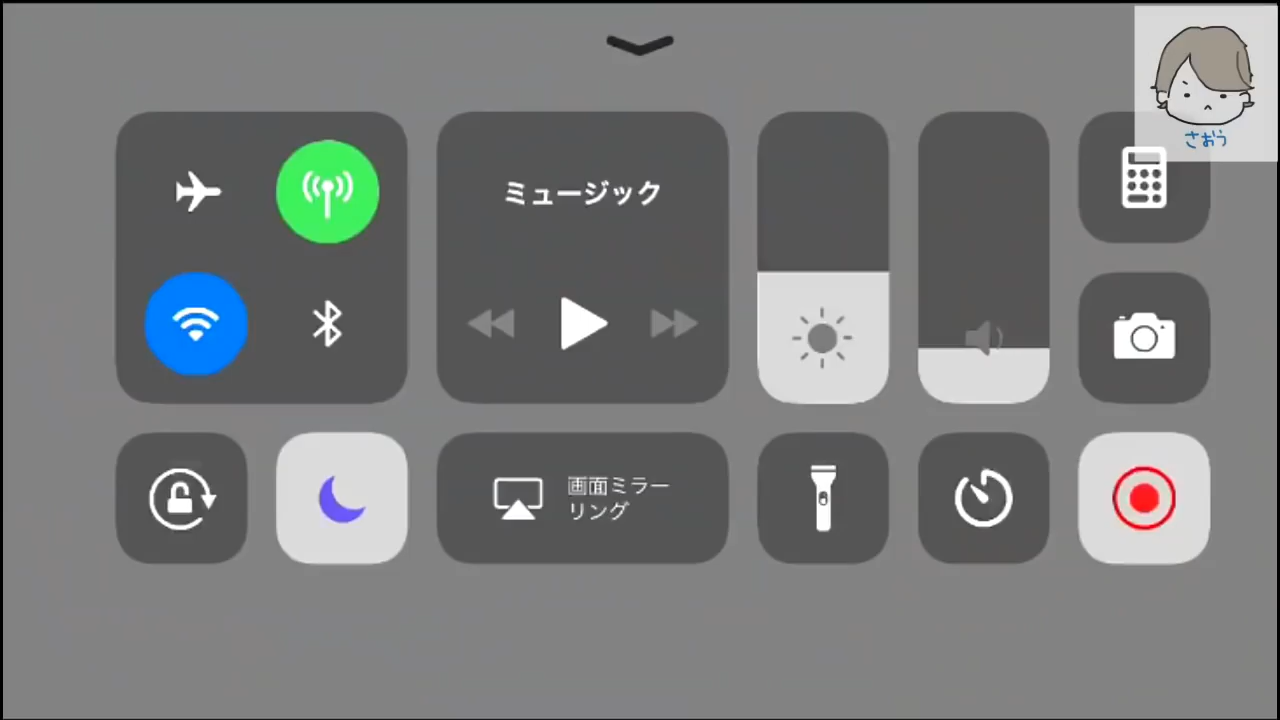 さおう
ミュージック
画面ミラー
リング